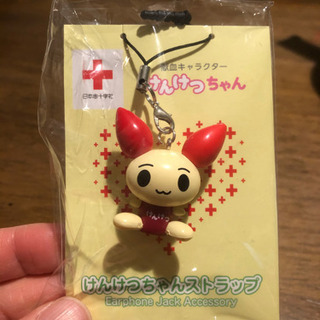 献血キャラクター
けんけつちゃん
日本赤十字社
けんけつちゃんストラップ
Earphone Jack Accessory